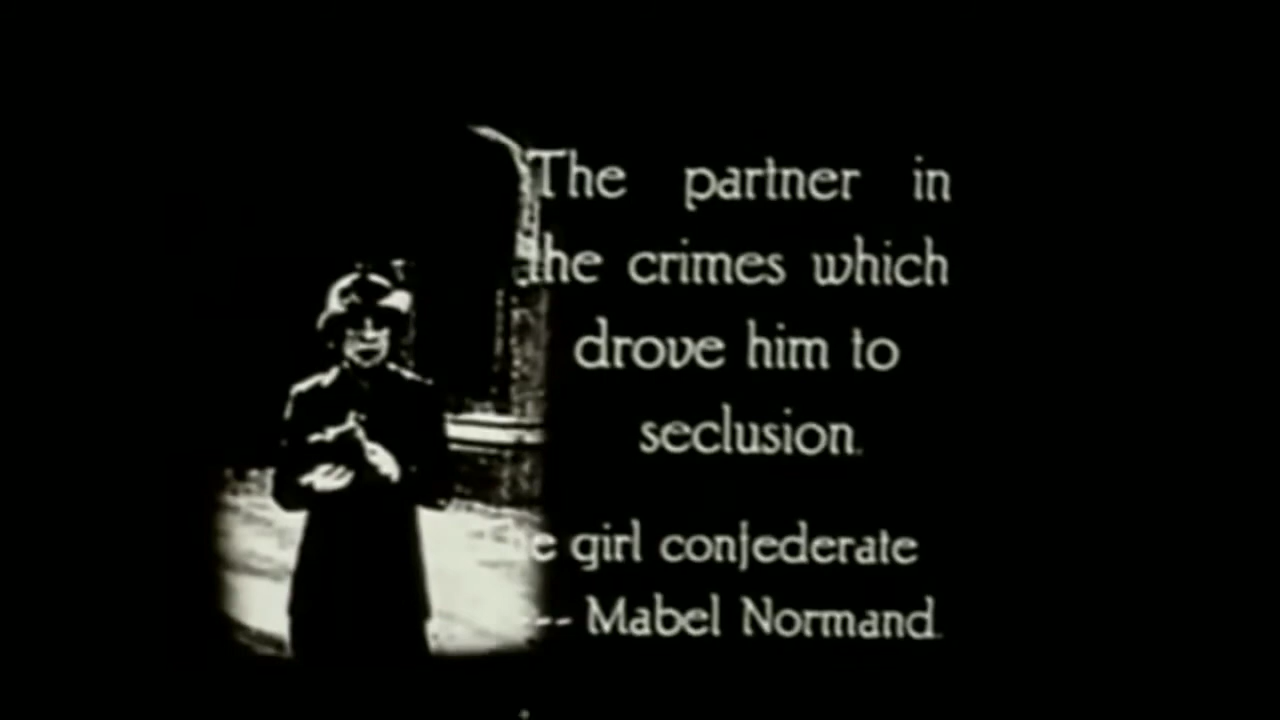 The partner in
the crimes which
drove him to
seclusion.
e girl confederate
-- Mabel Normand.